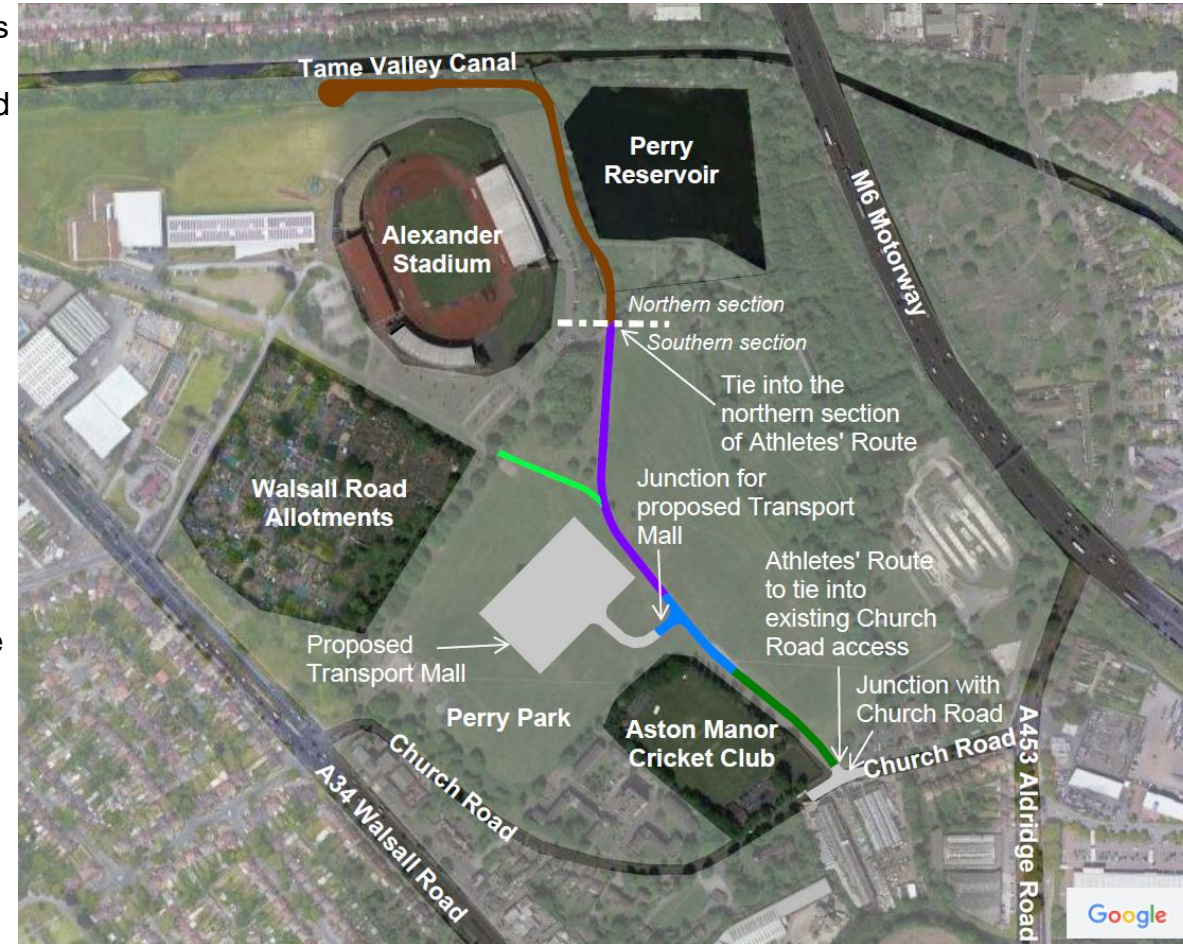 s
d
e
Tame Valley Canal
Perry
Reservoir
M6 Motorway
Alexander
Stadium
Northern section
Southern section
Tie into the
northern section
of Athletes' Route
Walsall Road
Allotments
Junction for
proposed Transport
Mall
Athletes' Route
to tie into
existing Church
Road access
Proposed
Transport Mall
Junction with
Church Road
Perry Park
Aston Manor
Cricket Club
Church Road
Church Road
A34 Walsall Road
A453 Aldridge Road
Google